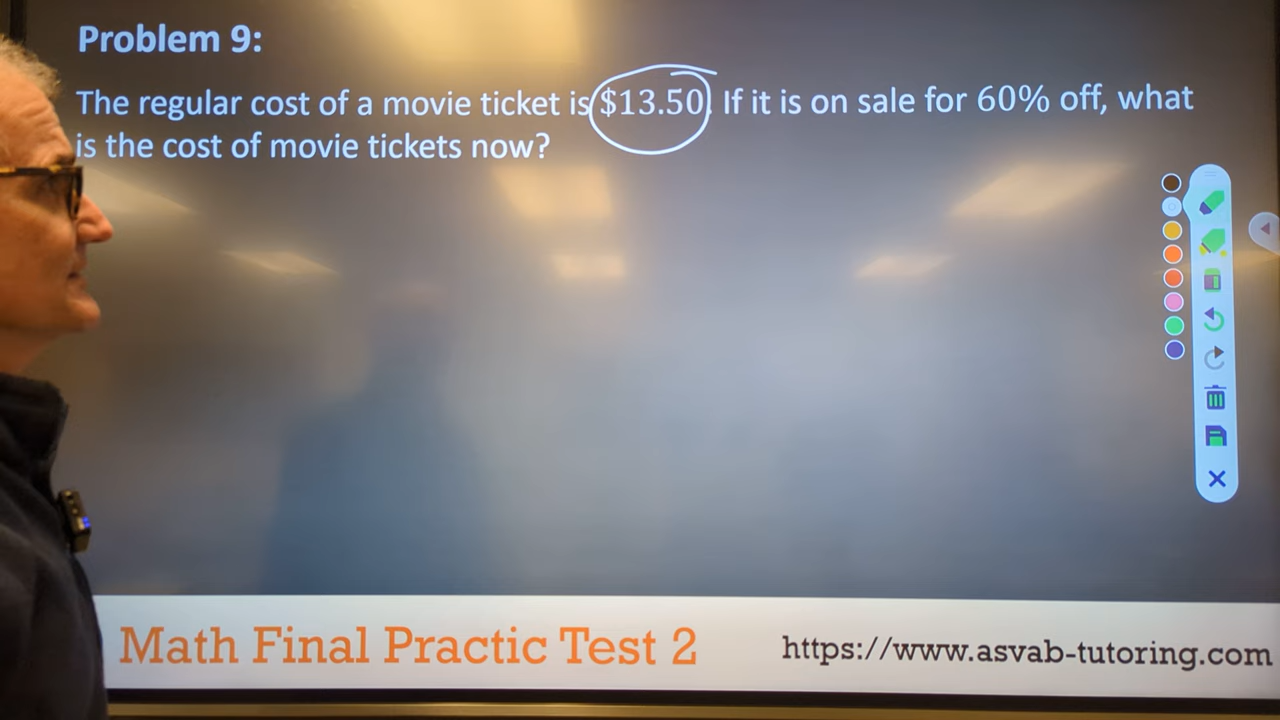 Problem 9:
The regular cost of a movie ticket is $13.50. If it is on sale for 60% off, what
is the cost of movie tickets now?
Math Final Practic Test 2
https://www.asvab-tutoring.com